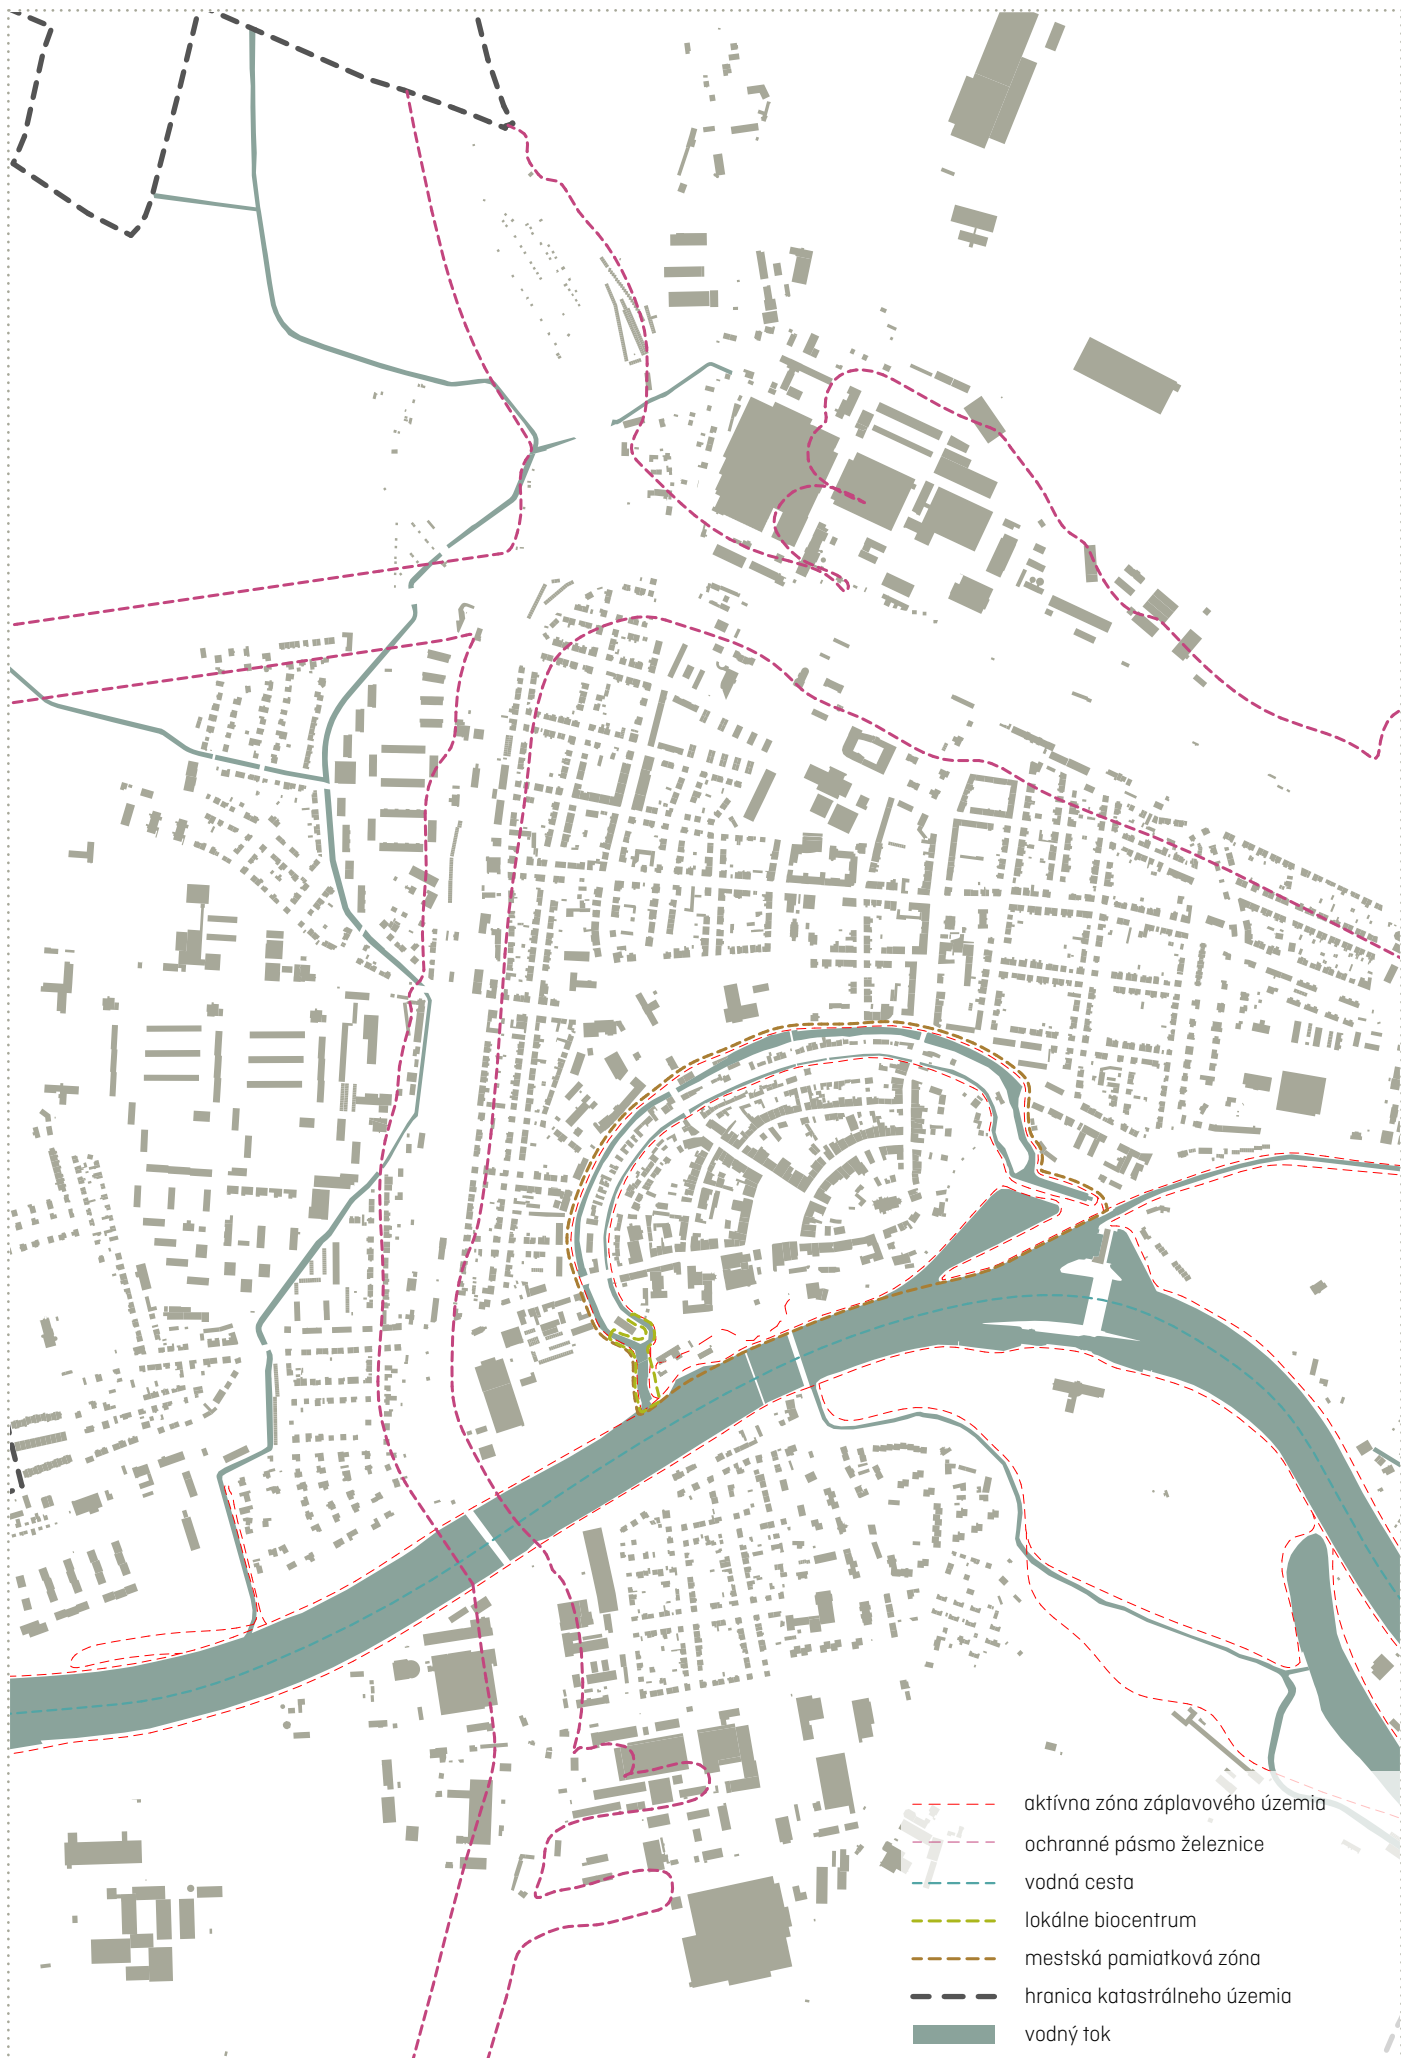 aktívna zóna záplavového územia
ochranné pásmo železnice
vodná cesta
lokálne biocentrum
mestská pamiatková zóna
hranica katastrálneho územia
vodný tok